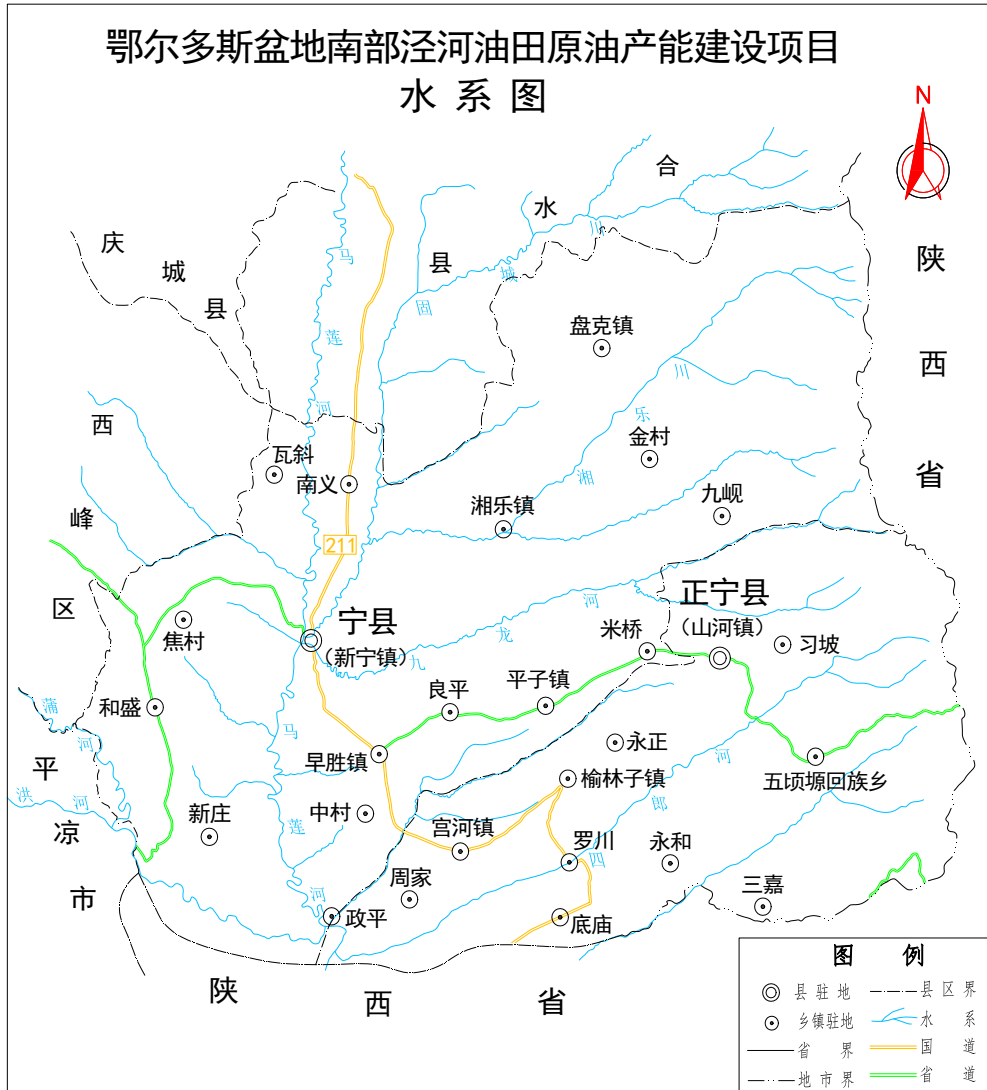 鄂尔多斯盆地南部泾河油田原油产能建设项目
水系图
N
合
水
县
庆
城
县
陕
西
省
马
莲
河
固
城
川
盘克镇
湘
乐
川
西
峰
区
瓦斜
南义
金村
湘乐镇
九岘
211
宁县
(新宁镇)
九
龙
河
正宁县
(山河镇)
米桥
习坡
焦村
和盛
良平
平子镇
蒲
河
马
莲
河
早胜镇
永正
榆林子镇
四
郎
河
五顷塬回族乡
平
凉
市
洪
河
新庄
中村
宫河镇
罗川
永和
周家
三嘉
政平
底庙
陕
西
省
图例
县驻地
县区界
乡镇驻地
水系
省界
国道
地市界
省道